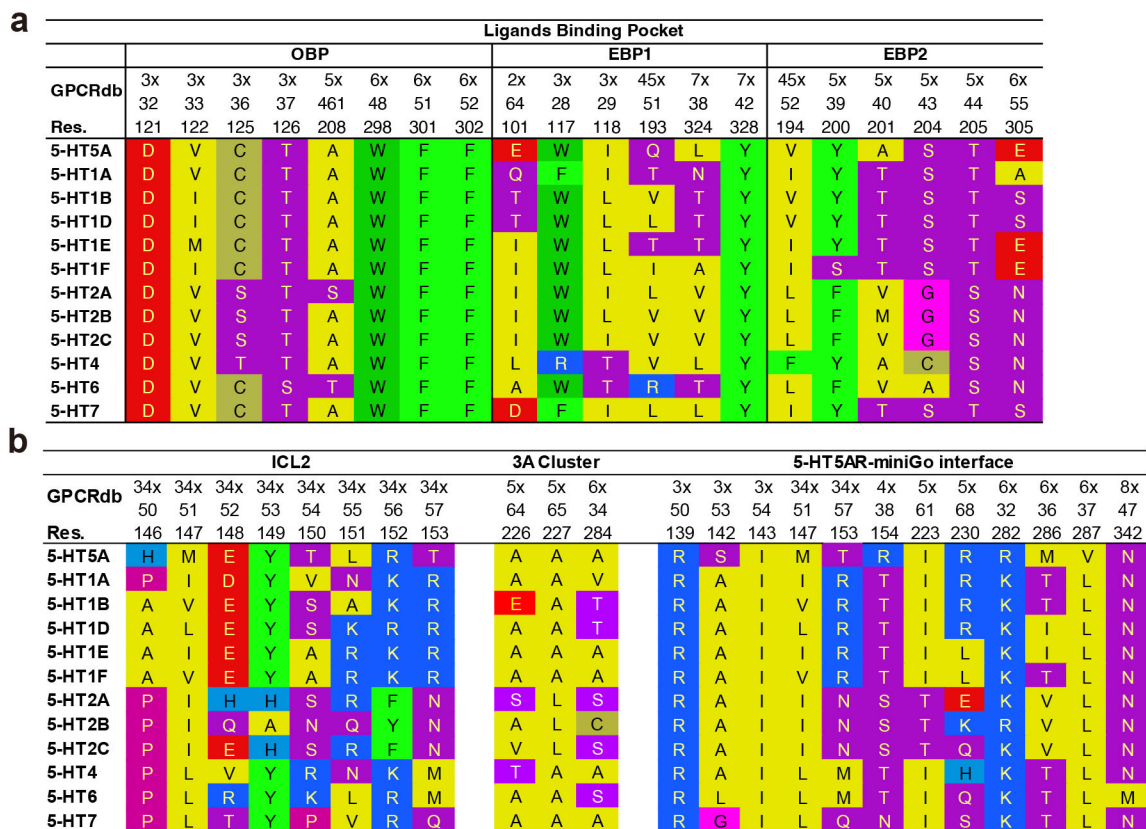 a
Ligands Binding Pocket
OBP EBP1 EBP2
GPCRdb 3x 3x 3x 3x 5x 6x 6x 6x 2x 3x 3x 45x 7x 7x 45x 5x 5x 5x 5x 6x
32 33 36 37 461 48 51 52 64 28 29 51 38 42 52 39 40 43 44 55
Res. 121 122 125 126 208 298 301 302 101 117 118 193 324 328 194 200 201 204 205 305
5-HT5A D V C T A W F F E W I Q L Y V Y A S T E
5-HT1A D V C T A W F F Q F I T N Y I Y T S T A
5-HT1B D I C T A W F F T W L V T Y V Y T S T S
5-HT1D D I C T A W F F T W L L T Y V Y T S T S
5-HT1E D M C T A W F F I W L T T Y I Y T S T E
5-HT1F D I C T A W F F I W L I A Y I S T S T E
5-HT2A D V S T S W F F I W I L V Y L F V G S N
5-HT2B D V S T A W F F I W L V V Y L F M G S N
5-HT2C D V S T A W F F I W I V V Y L F V G S N
5-HT4 D V T T A W F F L R T V L Y F Y A C S N
5-HT6 D V C S T W F F A W T R T Y L F V A S N
5-HT7 D V C T A W F F D F I L L Y I Y T S T S
b
ICL2 3A Cluster 5-HT5AR-miniGo interface
GPCRdb 34x 34x 34x 34x 34x 34x 34x 34x 5x 5x 6x 3x 3x 3x 34x 34x 4x 5x 5x 6x 6x 6x 8x
50 51 52 53 54 55 56 57 64 65 34 50 53 54 51 57 38 61 68 32 36 37 47
Res. 146 147 148 149 150 151 152 153 226 227 284 139 142 143 147 153 154 223 230 282 286 287 342
5-HT5A H M E Y T L R T A A A R S I M T R I R R M V N
5-HT1A P I D Y V N K R A A V R A I I R T I R K T L N
5-HT1B A V E Y S A K R E A T R A I V R T I R K T L N
5-HT1D A L E Y S K R R A A T R A I L R T I R K I L N
5-HT1E A I E Y A R K R A A A R A I I R T I L K I L N
5-HT1F A V E Y A R K R A A A R A I V R T I L K T L N
5-HT2A P I H H S R F N S L S R A I I N S T E K V L N
5-HT2B P I Q A N Q Y N A L C R A I I N S T K R V L N
5-HT2C P I E H S R F N V L S R A I I N S T Q K V L N
5-HT4 P L V Y R N K M T A A R A I L M T I H K T L N
5-HT6 P L R Y K L R M A A S R L I L M T I Q K T L M
5-HT7 P L T Y P V R Q A A A R G I L Q N I S K T L N